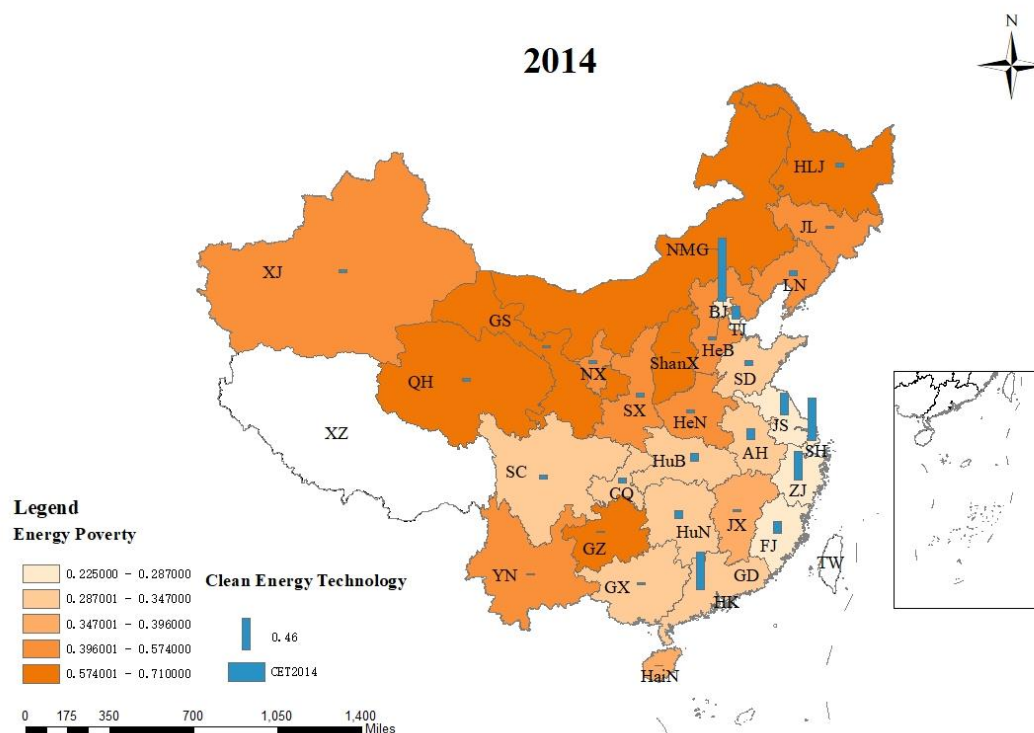 N
2014
HLJ
JL
NMG
XJ
LN
BJ
GS
TJ
ShanX
HeB
NX
QH
SD
SX
HeN
JS
XZ
AH
SH
HuB
SC
ZJ
CQ
HuN
JX
FJ
GZ
TW
YN
GX
GD
HK
HaiN
Legend
Energy Poverty
0.225000 - 0.287000
0.287001 - 0.347000
0.347001 - 0.396000
0.396001 - 0.574000
0.574001 - 0.710000
Clean Energy Technology
0.46
CET2014
0 175 350 700 1,050 1,400
Miles